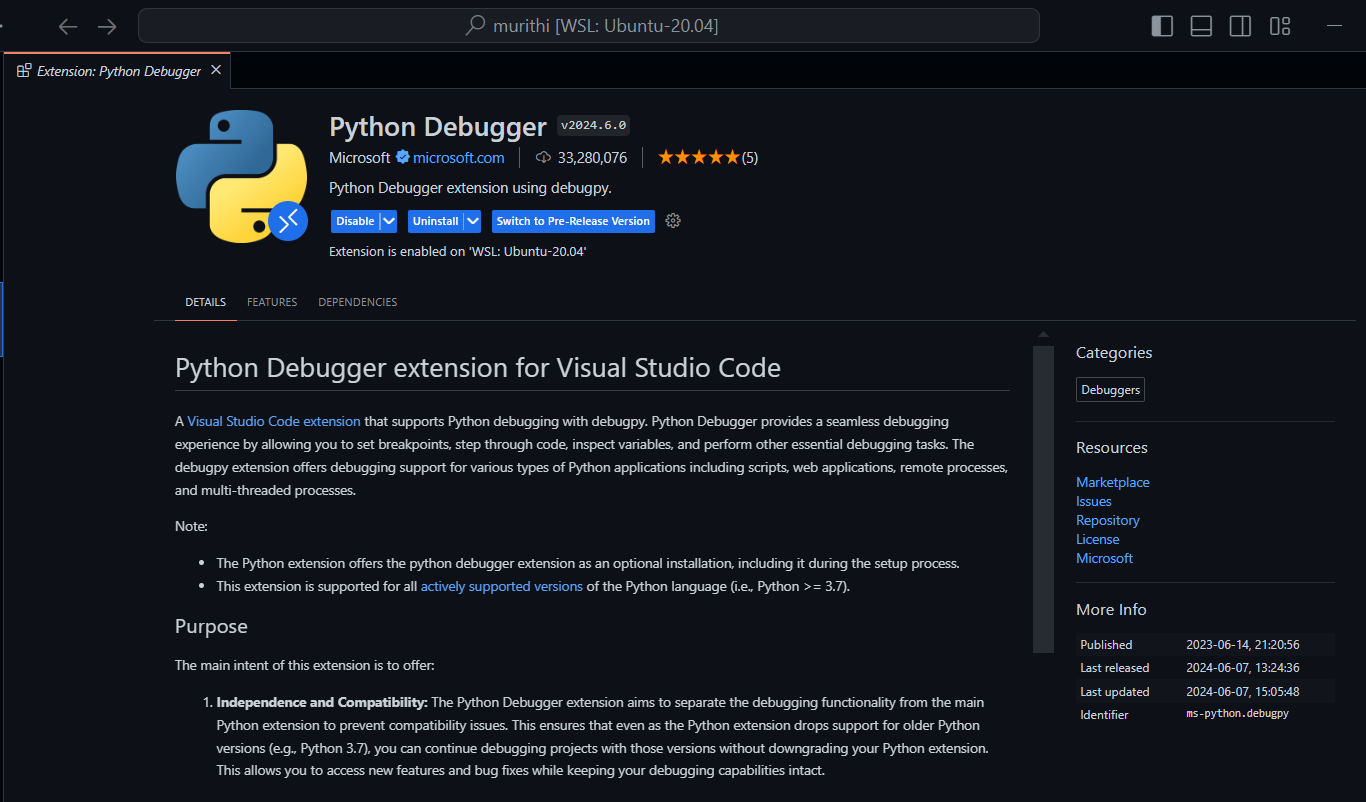 murithi [WSL: Ubuntu-20.04]
Extension: Python Debugger
Python Debugger v2024.6.0
Microsoft microsoft.com 33,280,076 (5)
Python Debugger extension using debugpy.
Disable Uninstall Switch to Pre-Release Version
Extension is enabled on 'WSL: Ubuntu-20.04'
DETAILS FEATURES DEPENDENCIES
Python Debugger extension for Visual Studio Code
A Visual Studio Code extension that supports Python debugging with debugpy. Python Debugger provides a seamless debugging
experience by allowing you to set breakpoints, step through code, inspect variables, and perform other essential debugging tasks. The
debugpy extension offers debugging support for various types of Python applications including scripts, web applications, remote processes,
and multi-threaded processes.
Note:
• The Python extension offers the python debugger extension as an optional installation, including it during the setup process.
• This extension is supported for all actively supported versions of the Python language (i.e., Python >= 3.7).
Purpose
The main intent of this extension is to offer:
1. Independence and Compatibility: The Python Debugger extension aims to separate the debugging functionality from the main
Python extension to prevent compatibility issues. This ensures that even as the Python extension drops support for older Python
versions (e.g., Python 3.7), you can continue debugging projects with those versions without downgrading your Python extension.
This allows you to access new features and bug fixes while keeping your debugging capabilities intact.
Categories
Debuggers
Resources
Marketplace
Issues
Repository
License
Microsoft
More Info
Published 2023-06-14, 21:20:56
Last released 2024-06-07, 13:24:36
Last updated 2024-06-07, 15:05:48
Identifier ms-python.debugpy